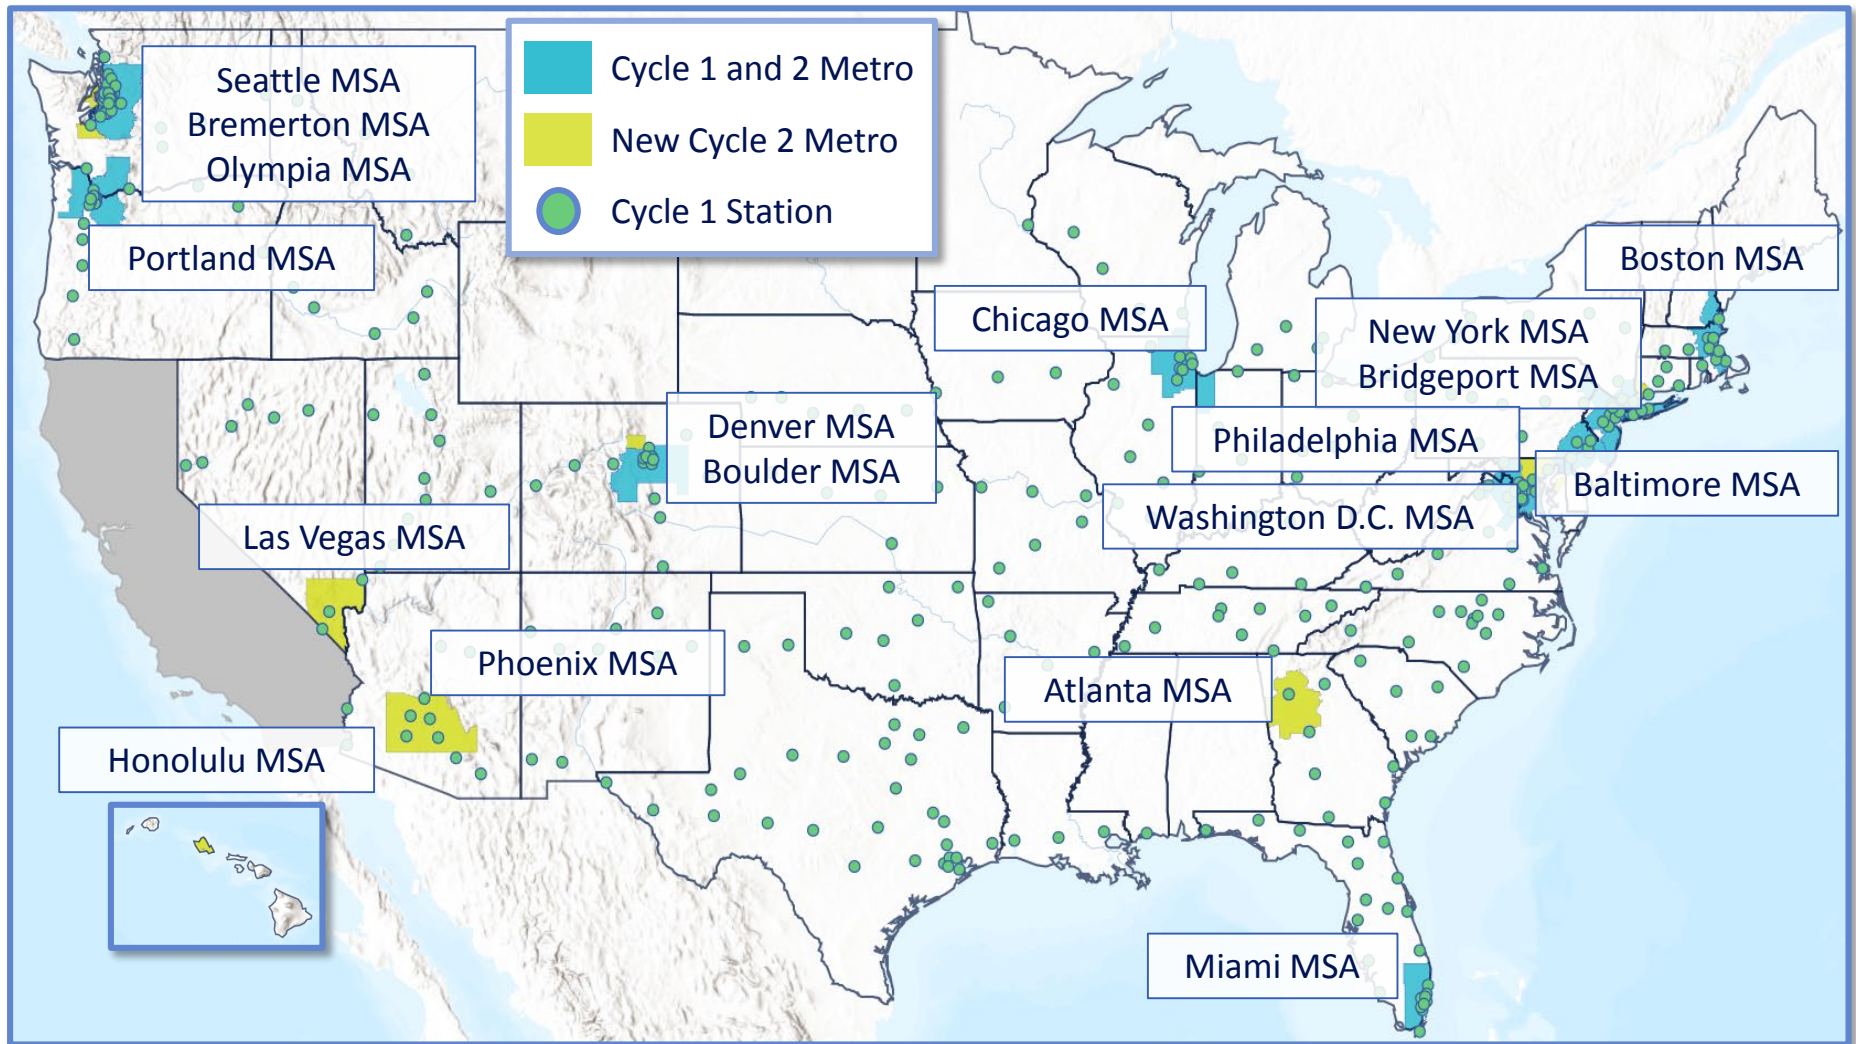 Seattle MSA
Bremerton MSA
Olympia MSA
Cycle 1 and 2 Metro
New Cycle 2 Metro
Cycle 1 Station
Portland MSA
Boston MSA
Chicago MSA
New York MSA
Bridgeport MSA
Denver MSA
Boulder MSA
Philadelphia MSA
Baltimore MSA
Washington D.C. MSA
Las Vegas MSA
Phoenix MSA
Atlanta MSA
Honolulu MSA
Miami MSA